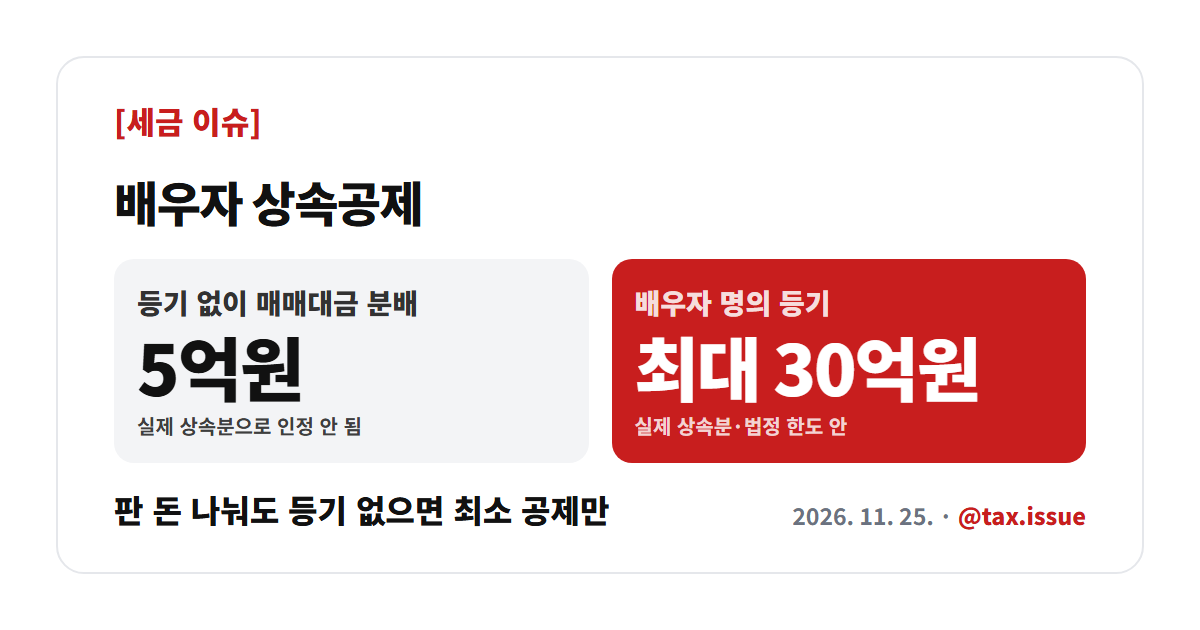 [세금 이슈]
배우자 상속공제
등기 없이 매매대금 분배
5억원
실제 상속분으로 인정 안 됨
배우자 명의 등기
최대 30억원
실제 상속분·법정 한도 안
판 돈 나눠도 등기 없으면 최소 공제만
2026. 11. 25. · @tax.issue